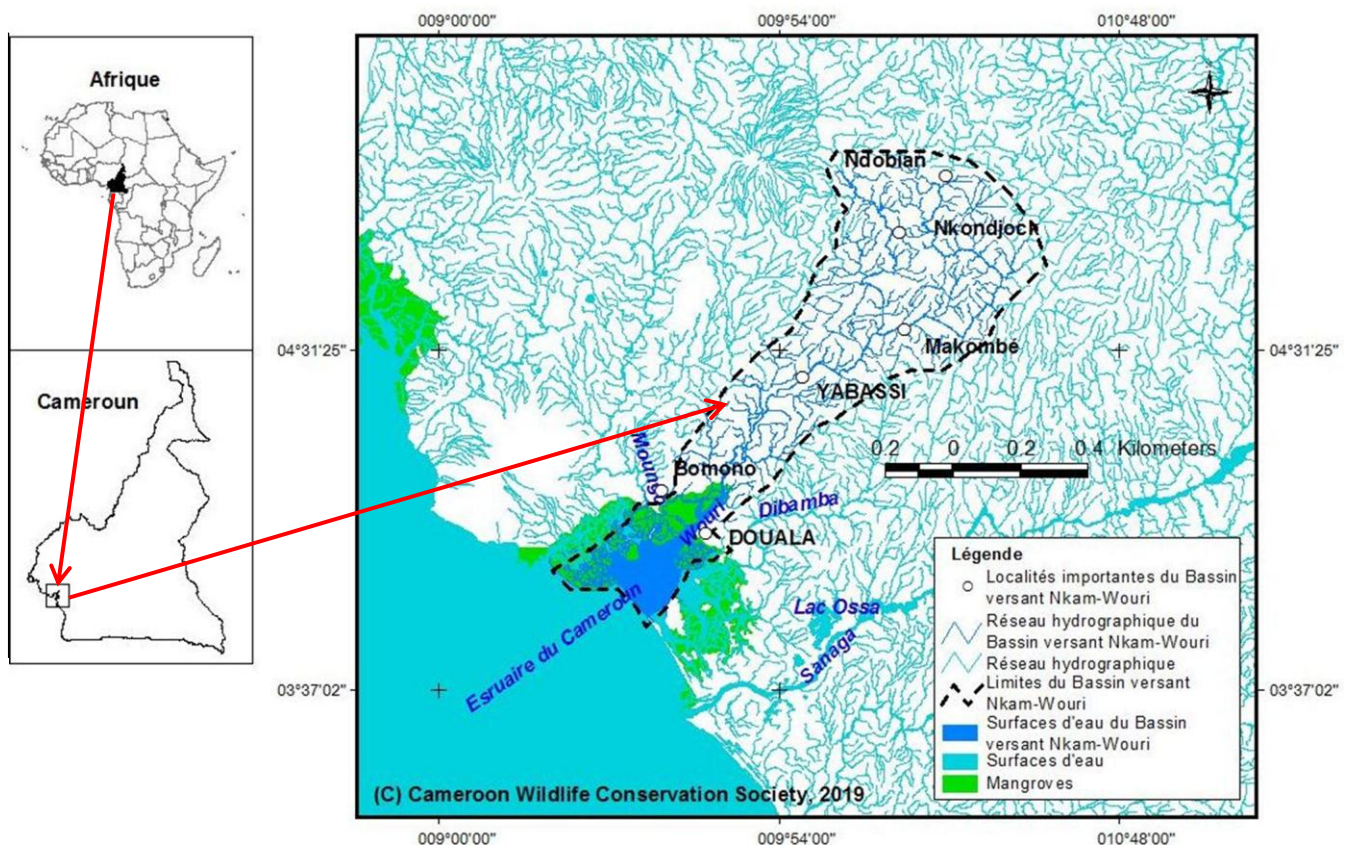 Afrique
Cameroun
009°00'00"
009°54'00"
010°48'00"
04°31'25"
04°31'25"
03°37'02"
03°37'02"
Ndobian
Nkondjock
Makombé
YABASSI
0.2 0 0.2 0.4 Kilometers
Moungo
Bomono
Wouri
Dibamba
DOUALA
Lac Ossa
Sanaga
Esruaire du Cameroun
Légende
Localités importantes du Bassin
versant Nkam-Wouri
Réseau hydrographique du
Bassin versant Nkam-Wouri
Réseau hydrographique
Limites du Bassin versant
Nkam-Wouri
Surfaces d'eau du Bassin
versant Nkam-Wouri
Surfaces d'eau
Mangroves
(C) Cameroon Wildlife Conservation Society, 2019
009°00'00"
009°54'00"
010°48'00"